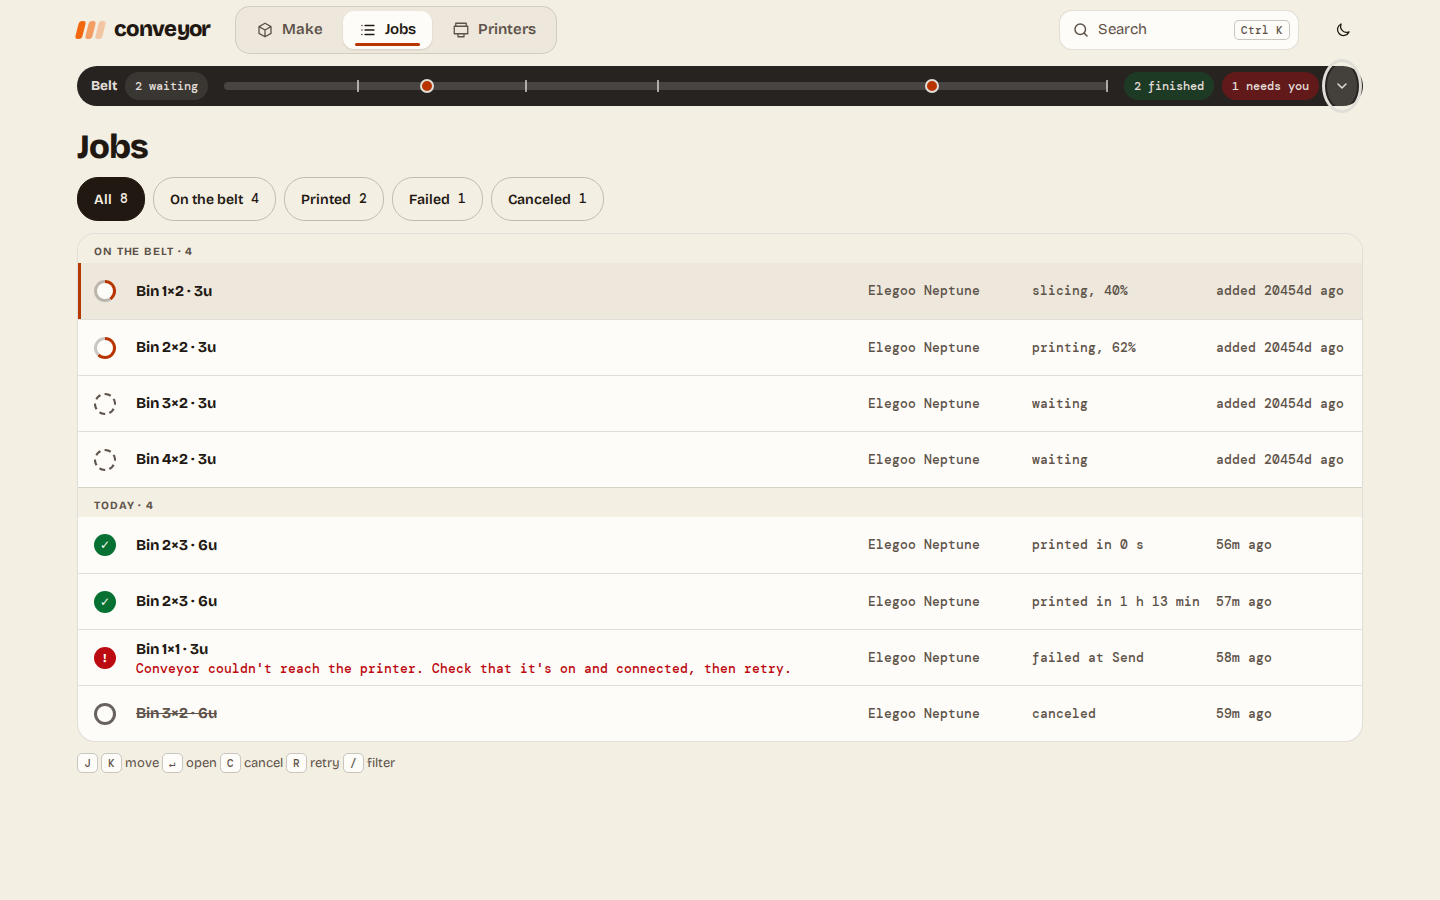 conveyor
Make
Jobs
Printers
Search
Ctrl K
Belt
2 waiting
2 finished
1 needs you
Jobs
All 8
On the belt 4
Printed 2
Failed 1
Canceled 1
ON THE BELT · 4
Bin 1×2 · 3u Elegoo Neptune slicing, 40% added 20454d ago
Bin 2×2 · 3u Elegoo Neptune printing, 62% added 20454d ago
Bin 3×2 · 3u Elegoo Neptune waiting added 20454d ago
Bin 4×2 · 3u Elegoo Neptune waiting added 20454d ago
TODAY · 4
Bin 2×3 · 6u Elegoo Neptune printed in 0 s 56m ago
Bin 2×3 · 6u Elegoo Neptune printed in 1 h 13 min 57m ago
Bin 1×1 · 3u
Conveyor couldn't reach the printer. Check that it's on and connected, then retry.
Elegoo Neptune failed at Send 58m ago
Bin 3×2 · 6u Elegoo Neptune canceled 59m ago
J K move ↵ open C cancel R retry / filter